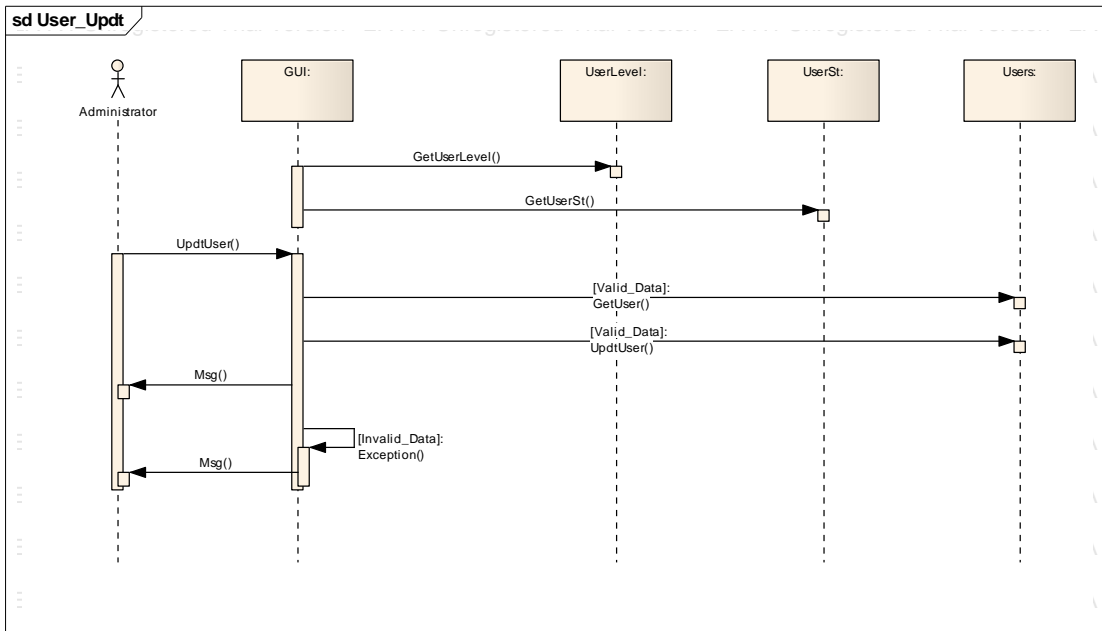 sd User_Updt
Administrator
GUI:
UserLevel:
UserSt:
Users:
GetUserLevel()
GetUserSt()
UpdtUser()
[Valid_Data]:
GetUser()
[Valid_Data]:
UpdtUser()
Msg()
[Invalid_Data]:
Exception()
Msg()